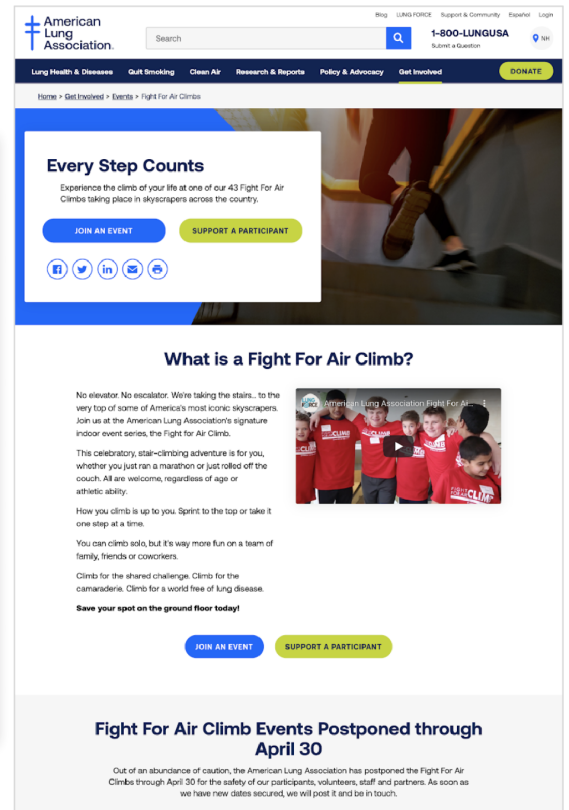 American
Lung
Association.
Blog LUNG FORCE Support & Community Español Login
Search
1-800-LUNGUSA
Submit a Question
NH
Lung Health & Diseases Quit Smoking Clean Air Research & Reports Policy & Advocacy Get Involved DONATE
Home > Get Involved > Events > Fight For Air Climbs
Every Step Counts
Experience the climb of your life at one of our 43 Fight For Air
Climbs taking place in skyscrapers across the country.
JOIN AN EVENT SUPPORT A PARTICIPANT
What is a Fight For Air Climb?
No elevator. No escalator. We're taking the stairs... to the
very top of some of America's most iconic skyscrapers.
Join us at the American Lung Association's signature
indoor event series, the Fight for Air Climb.
This celebratory, stair-climbing adventure is for you,
whether you just ran a marathon or just rolled off the
couch. All are welcome, regardless of age or
athletic ability.
How you climb is up to you. Sprint to the top or take it
one step at a time.
You can climb solo, but it's way more fun on a team of
family, friends or coworkers.
Climb for the shared challenge. Climb for the
camaraderie. Climb for a world free of lung disease.
Save your spot on the ground floor today!
LUNG
FORCE
American Lung Association Fight For Ai...
CLIMB
FIGHT
FOR AIR CLIMB
JOIN AN EVENT SUPPORT A PARTICIPANT
Fight For Air Climb Events Postponed through
April 30
Out of an abundance of caution, the American Lung Association has postponed the Fight For Air
Climbs through April 30 for the safety of our participants, volunteers, staff and partners. As soon as
we have new dates secured, we will post it and be in touch.